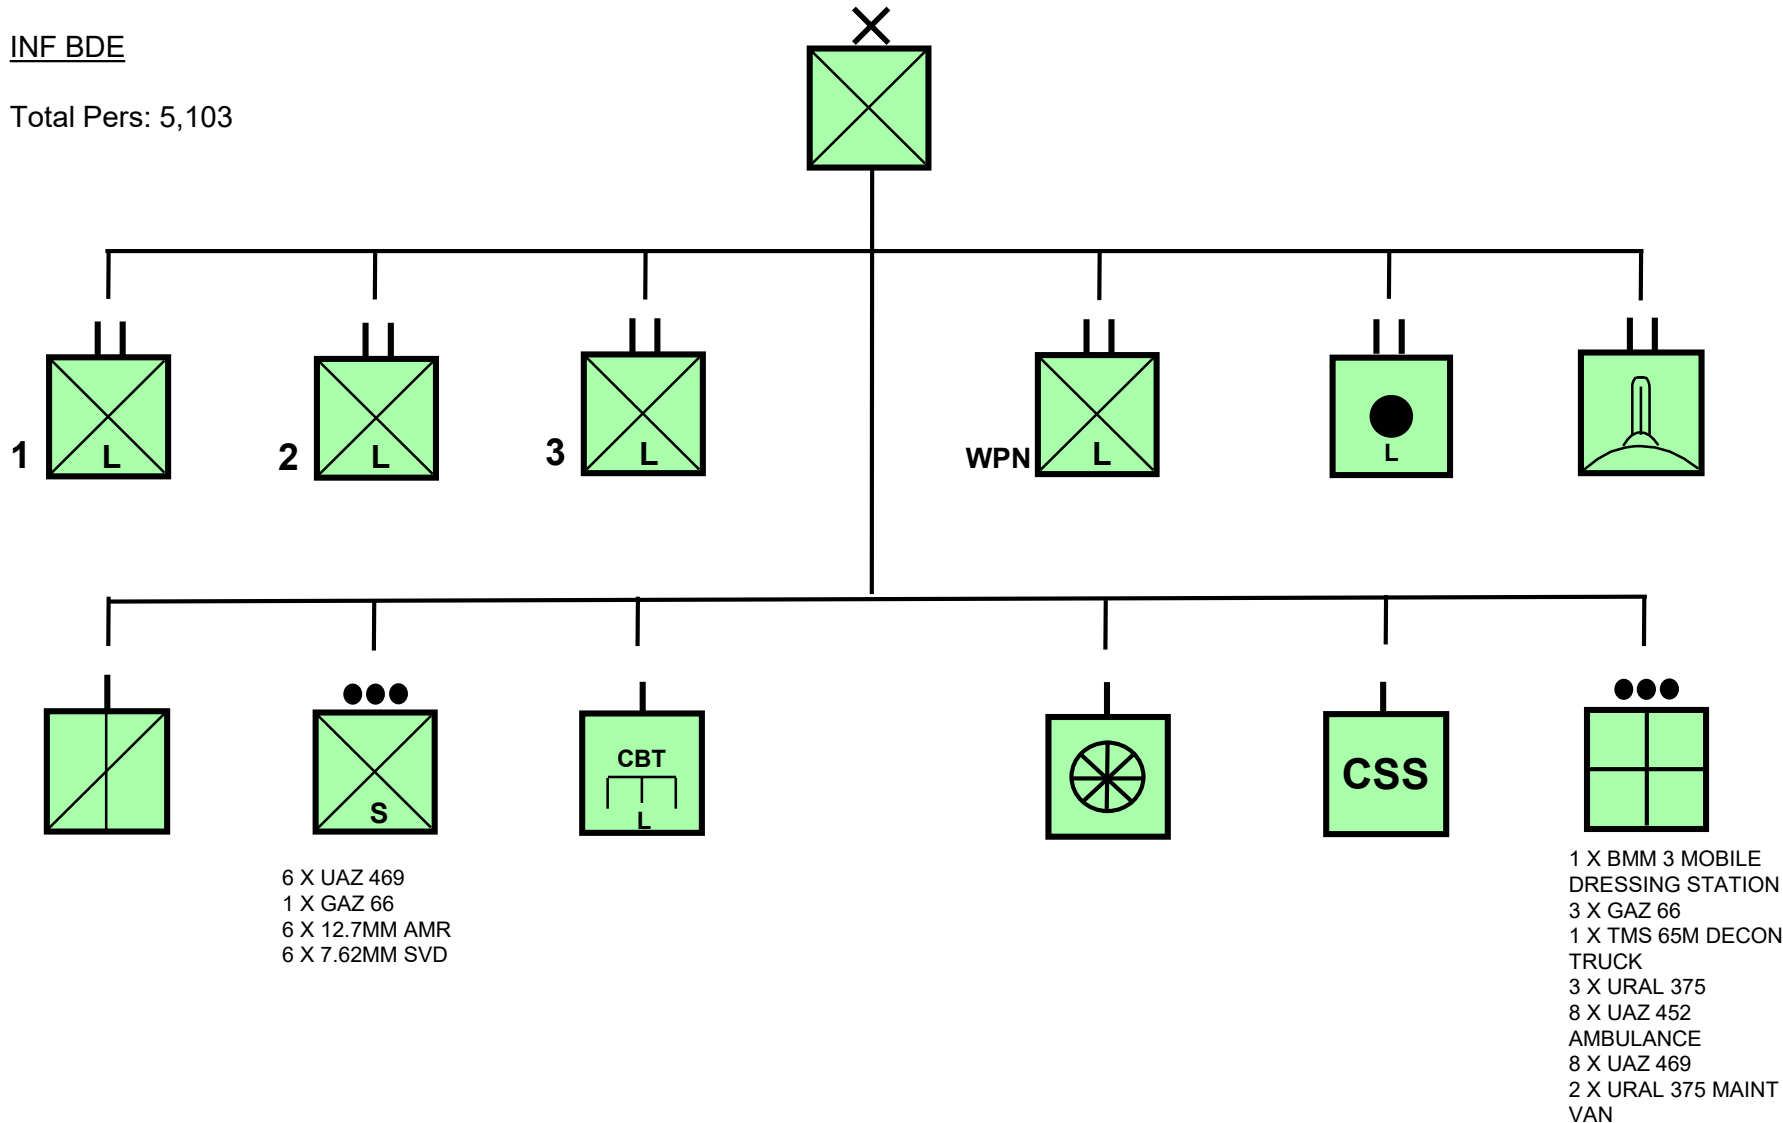 INF BDE
Total Pers: 5,103
1
L
2
L
3
L
WPN
L
L
S
CBT
L
CSS
6 X UAZ 469
1 X GAZ 66
6 X 12.7MM AMR
6 X 7.62MM SVD
1 X BMM 3 MOBILE
DRESSING STATION
3 X GAZ 66
1 X TMS 65M DECON
TRUCK
3 X URAL 375
8 X UAZ 452
AMBULANCE
8 X UAZ 469
2 X URAL 375 MAINT
VAN